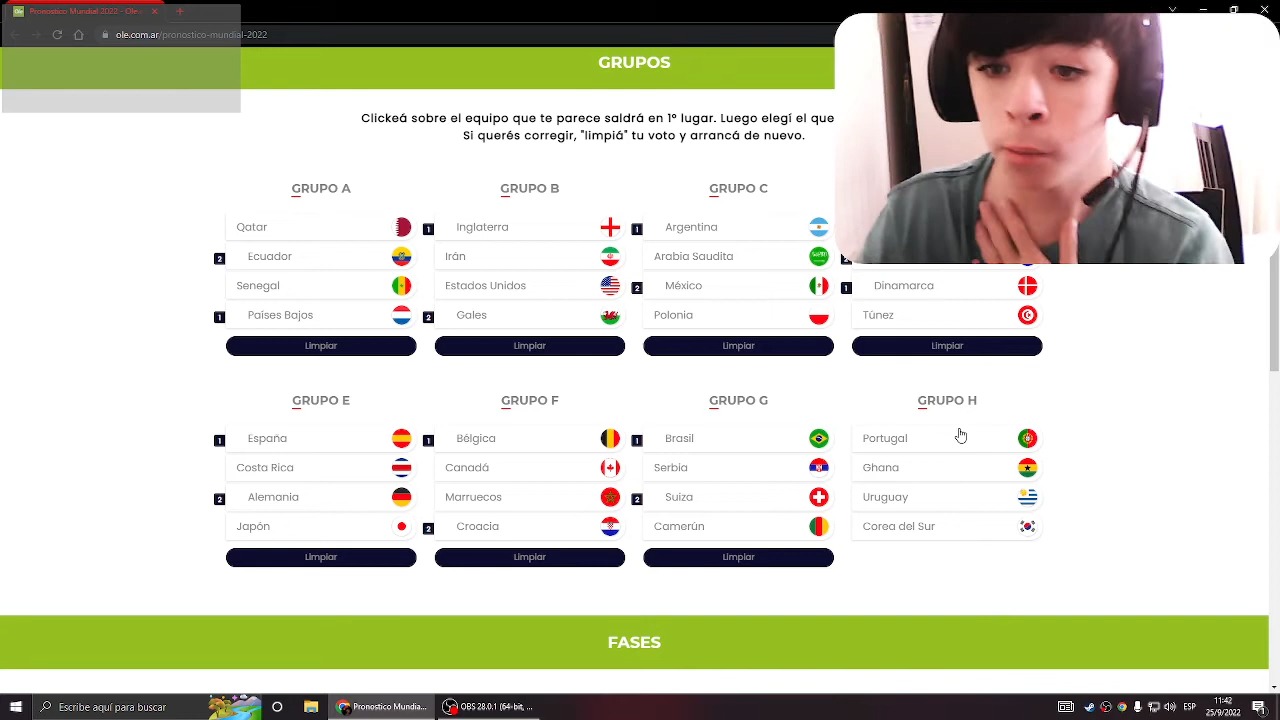 Pronostico Mundial 2022 - Ole
ole.com.ar/pronostico-mundial-2022
GRUPOS
Clickeá sobre el equipo que te parece saldrá en 1º lugar. Luego elegí el que
Si querés corregir, "limpiá" tu voto y arrancá de nuevo.
GRUPO A
Qatar
2 Ecuador
Senegal
1 Países Bajos
Limpiar
GRUPO B
1 Inglaterra
Irán
Estados Unidos
2 Gales
Limpiar
GRUPO C
1 Argentina
Arabia Saudita
2 México
Polonia
Limpiar
1 Dinamarca
Túnez
Limpiar
GRUPO E
1 España
Costa Rica
2 Alemania
Japón
Limpiar
GRUPO F
1 Bélgica
Canadá
Marruecos
2 Croacia
Limpiar
GRUPO G
1 Brasil
Serbia
2 Suiza
Camerún
Limpiar
GRUPO H
Portugal
Ghana
Uruguay
Corea del Sur
FASES
Escribe aquí para buscar
Pronostico Mundia...
OBS 28.0.1 (64-bit...
ESP
11:42
25/9/2022